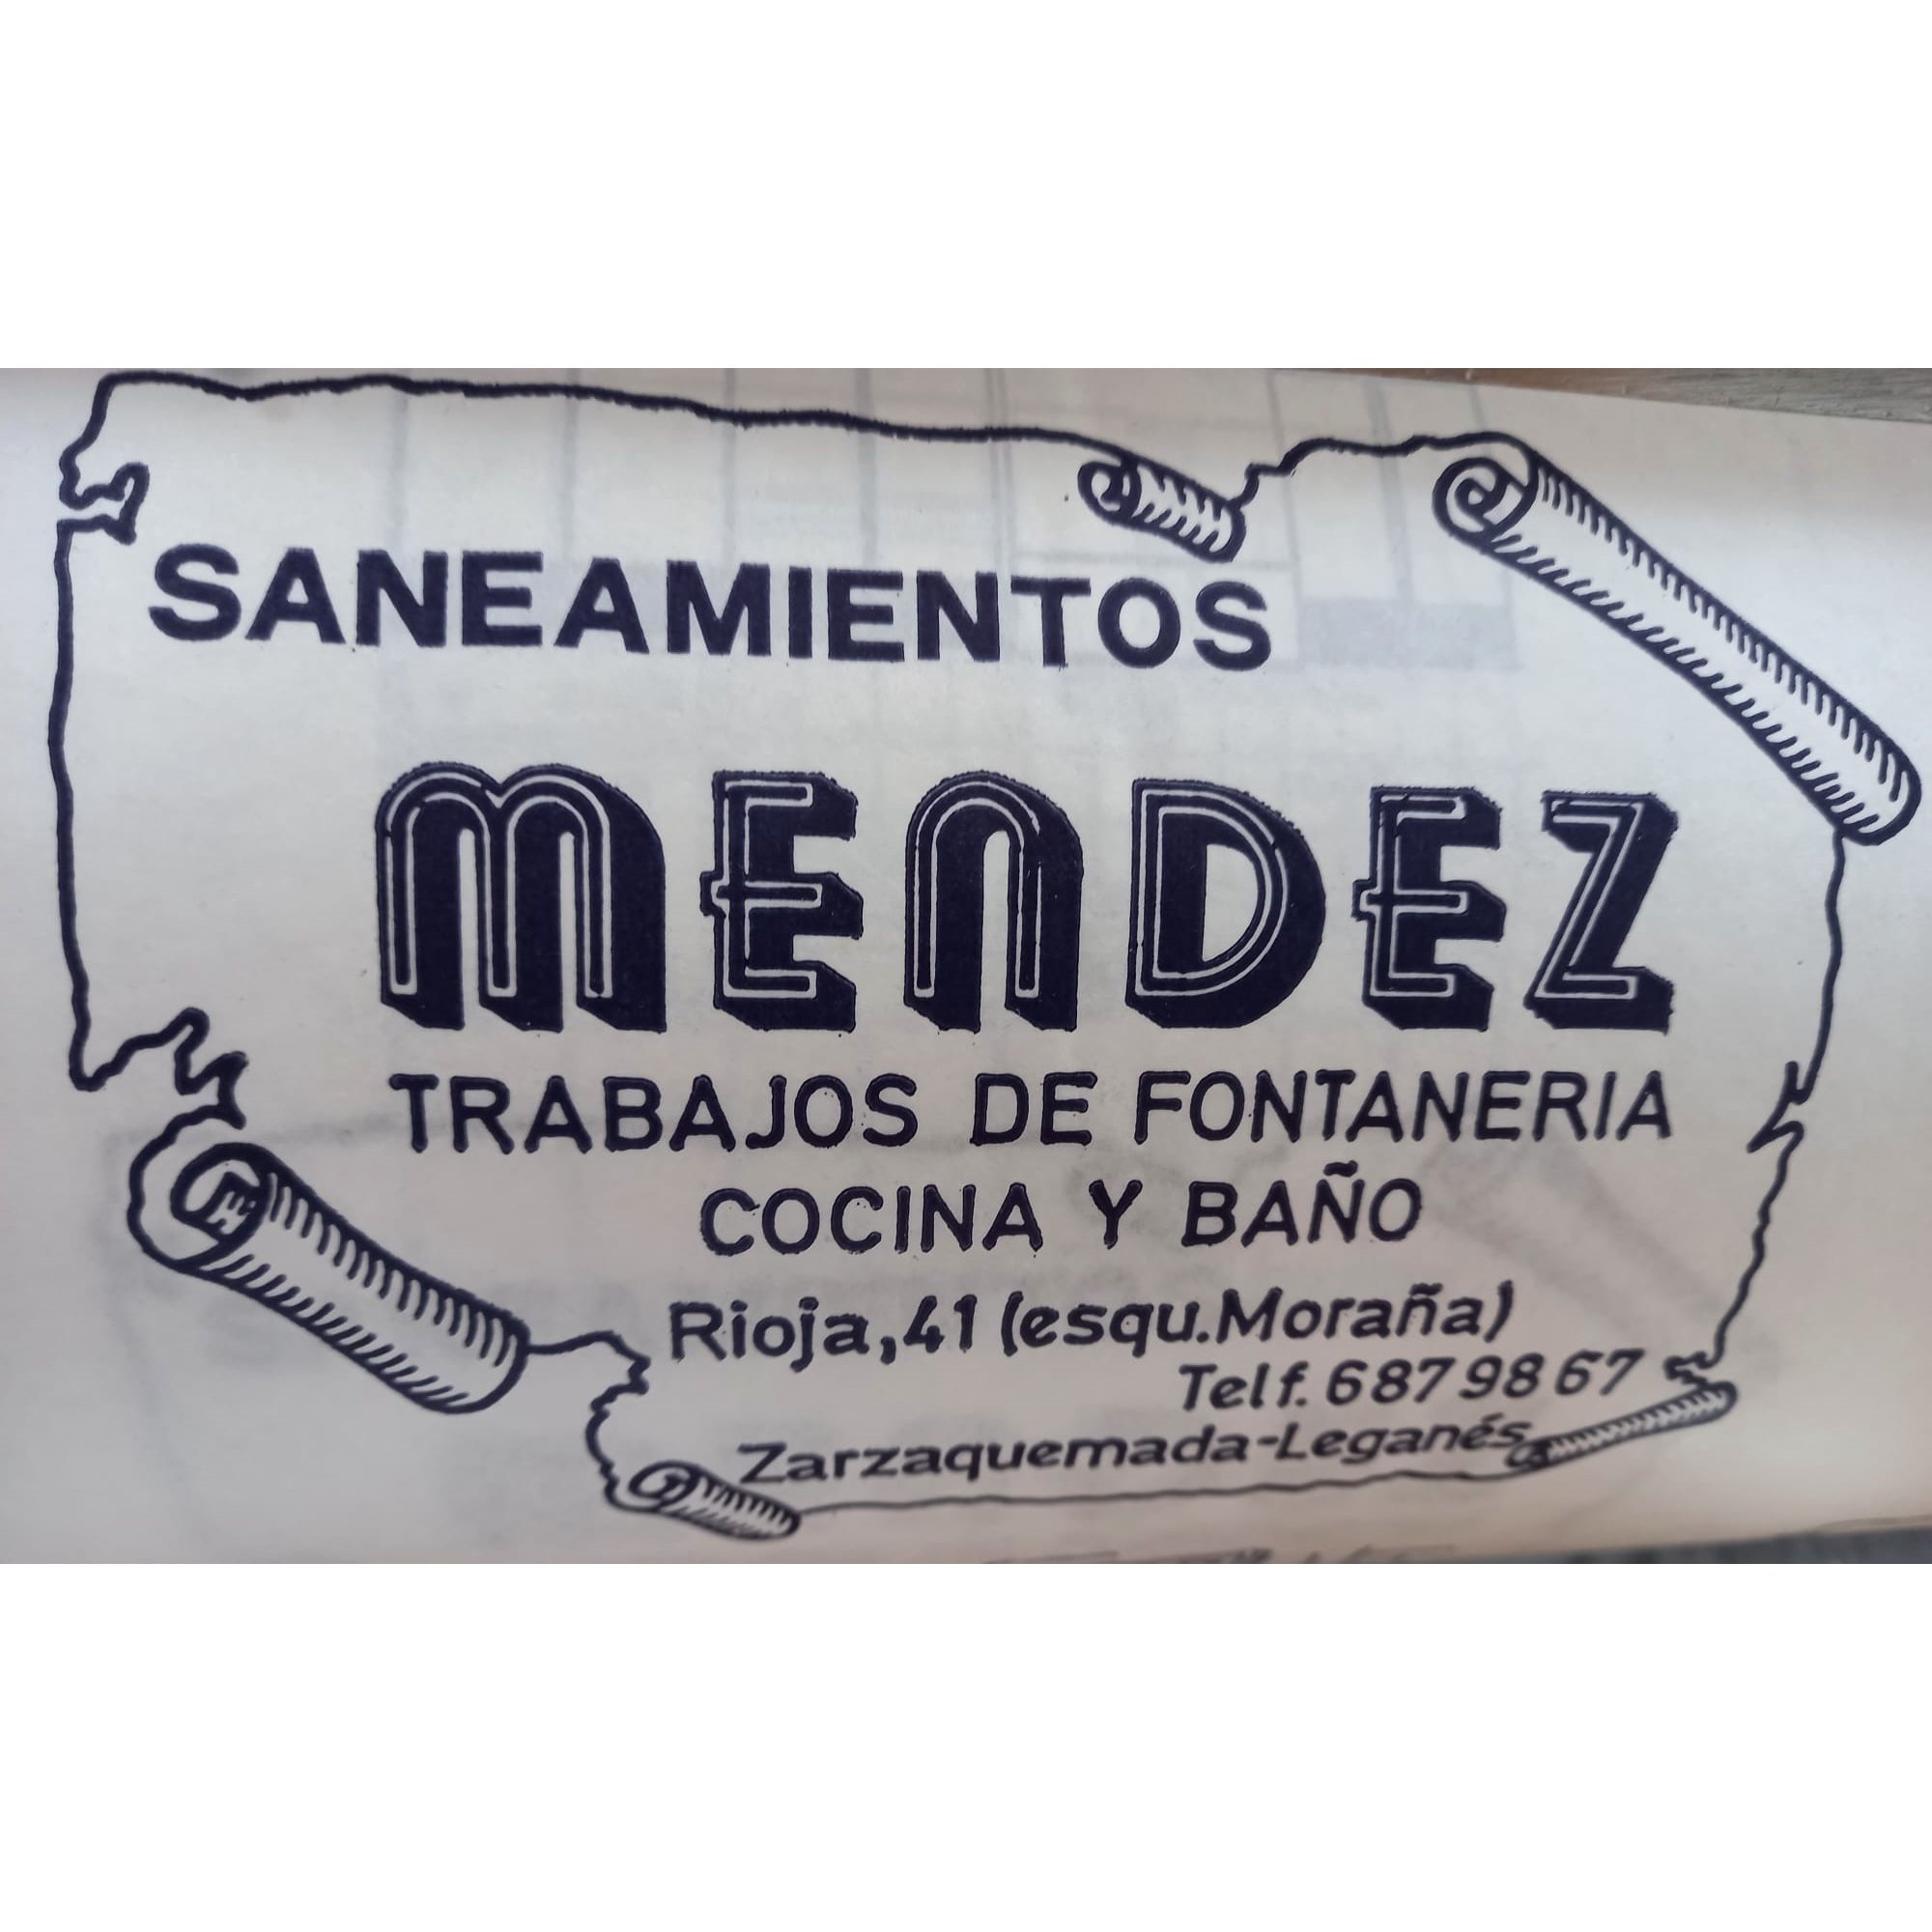 SANEAMIENTOS
MENDEZ
TRABAJOS DE FONTANERIA
COCINA Y BAÑO
Rioja,41 (esqu.Moraña)
Telf. 687 98 67
Zarzaquemada-Leganés